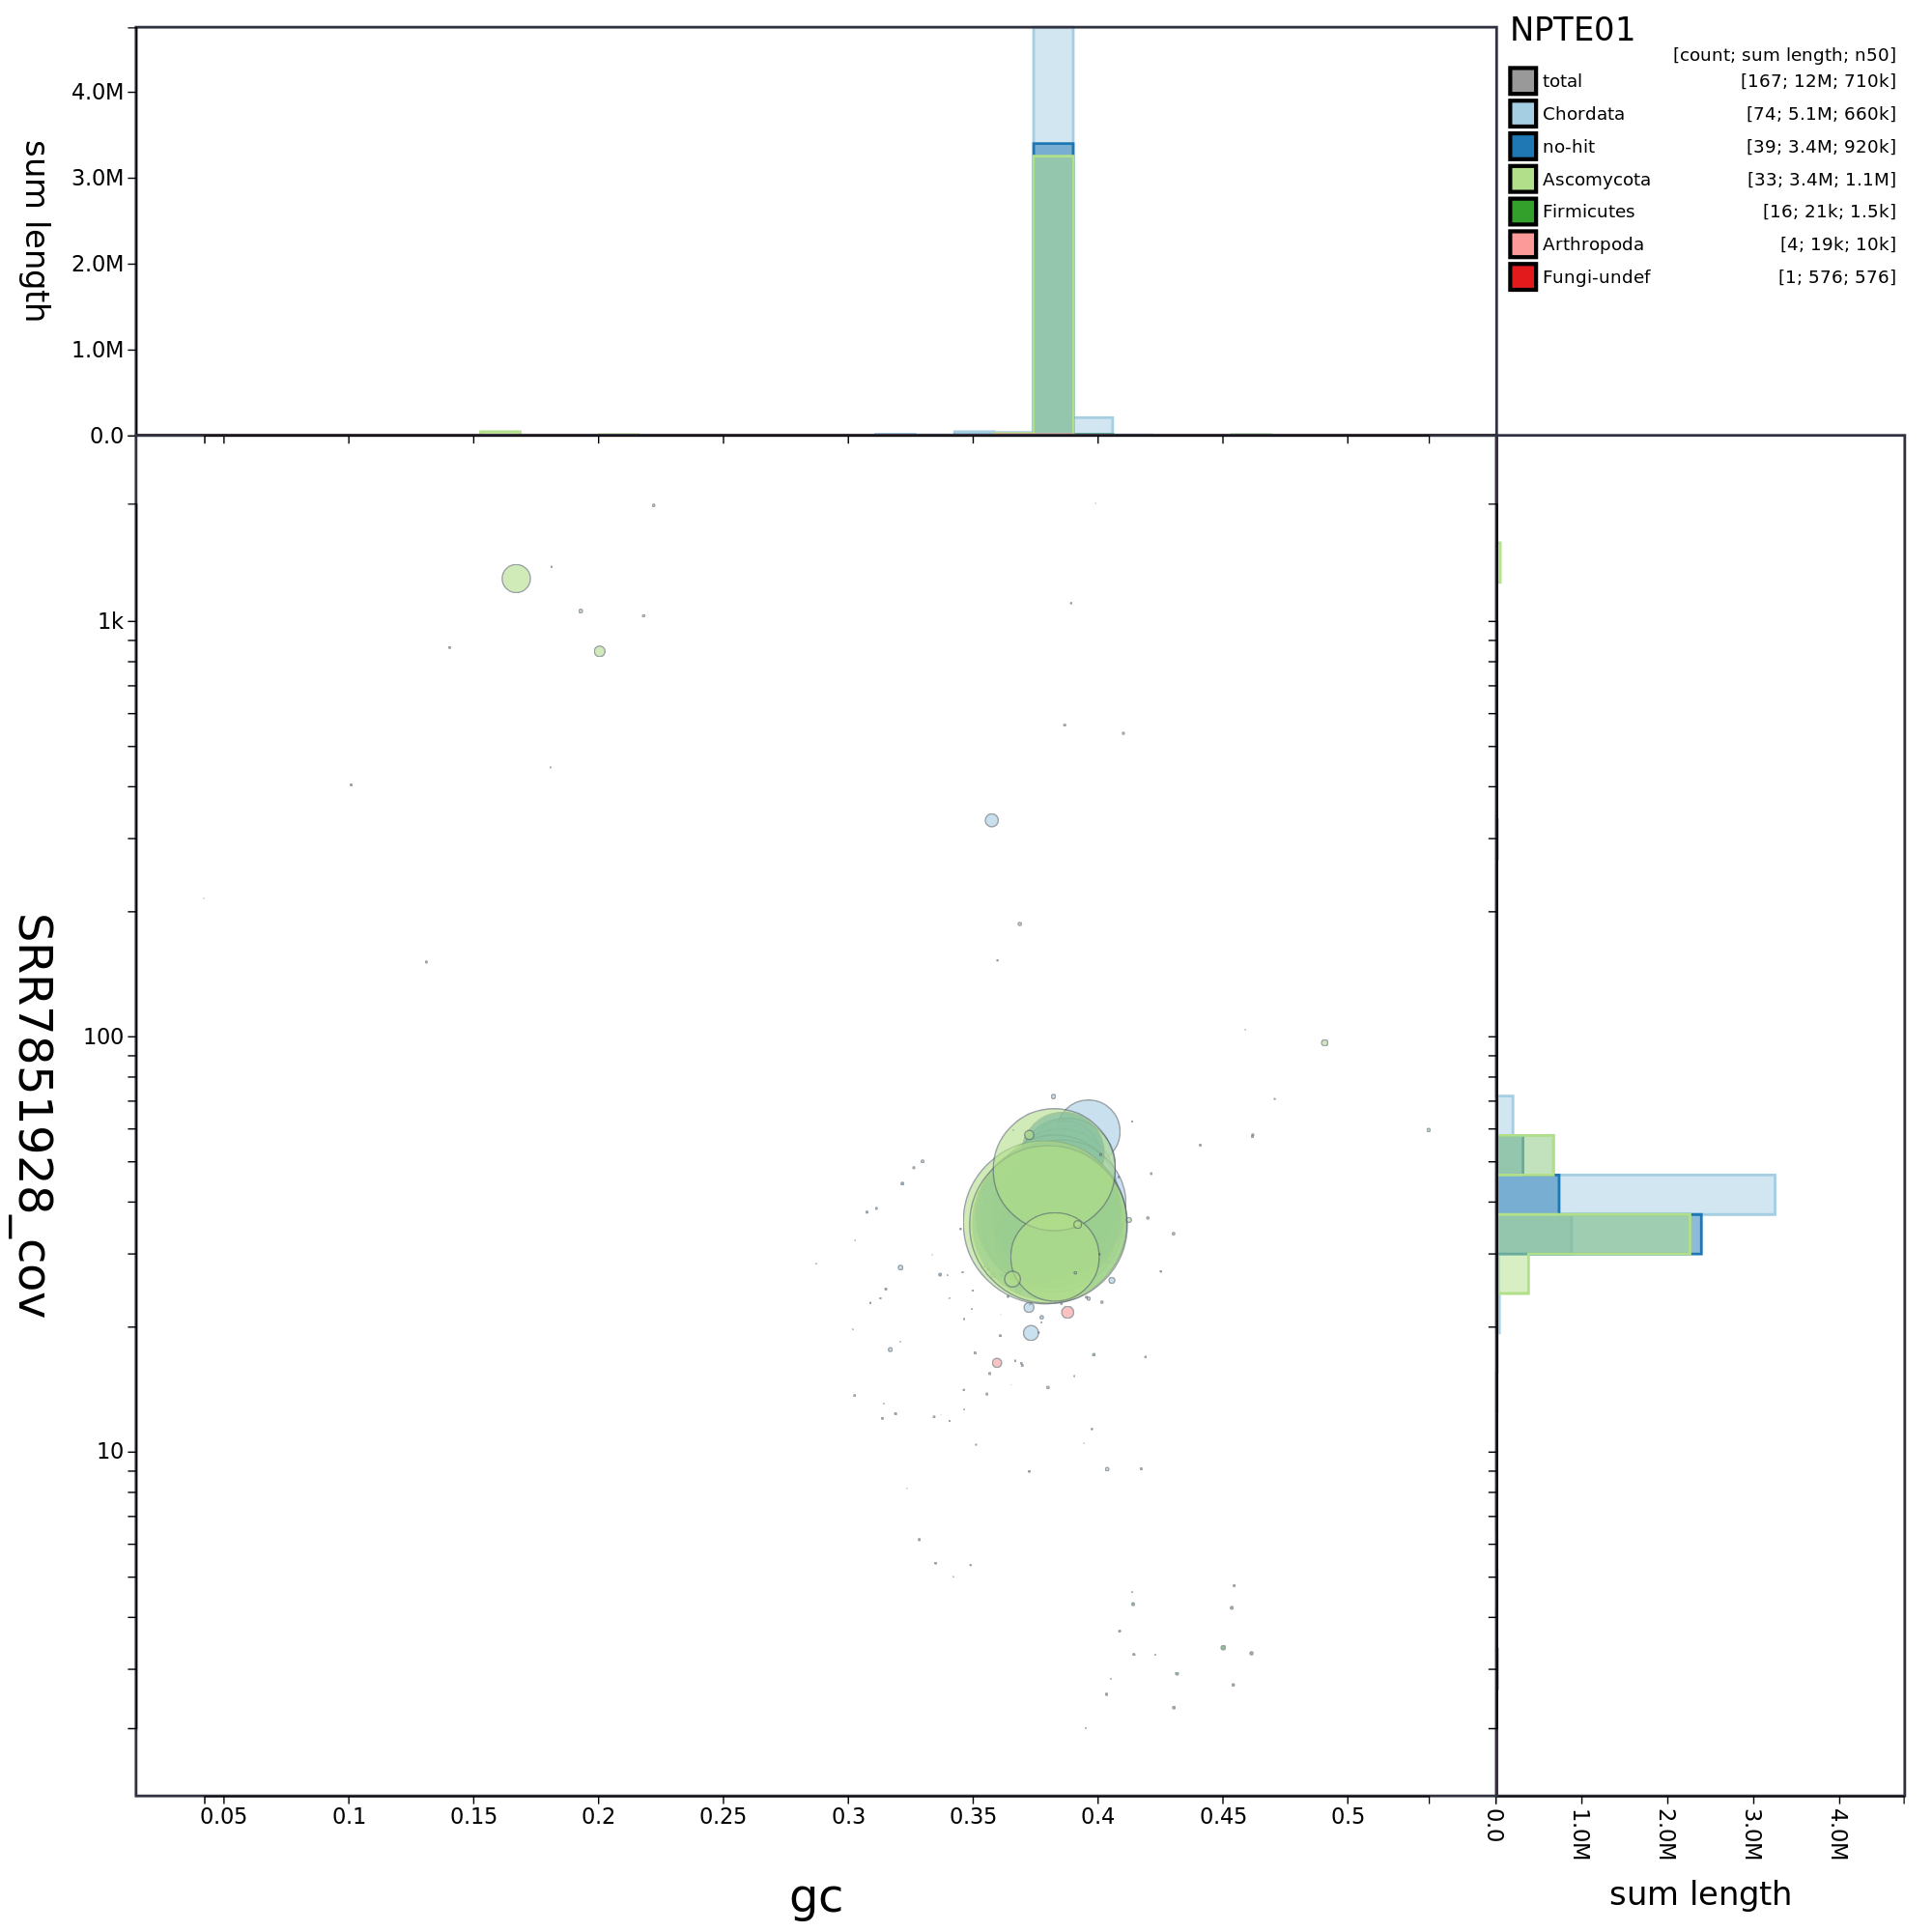 NPTE01
[count; sum length; n50]
total [167; 12M; 710k]
Chordata [74; 5.1M; 660k]
no-hit [39; 3.4M; 920k]
Ascomycota [33; 3.4M; 1.1M]
Firmicutes [16; 21k; 1.5k]
Arthropoda [4; 19k; 10k]
Fungi-undef [1; 576; 576]
sum length
4.0M
3.0M
2.0M
1.0M
0.0
SRR7851928_cov
1k
100
10
0.05 0.1 0.15 0.2 0.25 0.3 0.35 0.4 0.45 0.5
gc
0.0 1.0M 2.0M 3.0M 4.0M
sum length